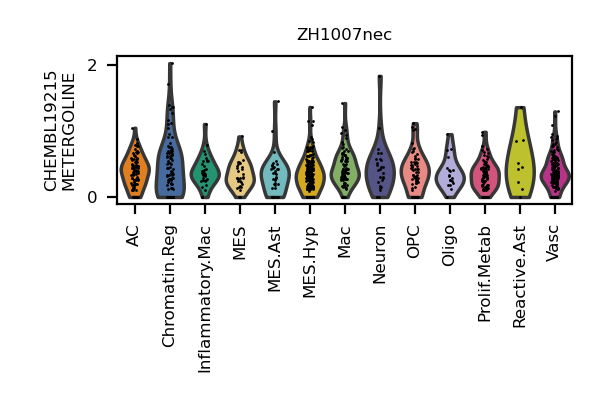 ZH1007nec
CHEMBL19215
METERGOLINE
2
0
AC
Chromatin.Reg
Inflammatory.Mac
MES
MES.Ast
MES.Hyp
Mac
Neuron
OPC
Oligo
Prolif.Metab
Reactive.Ast
Vasc